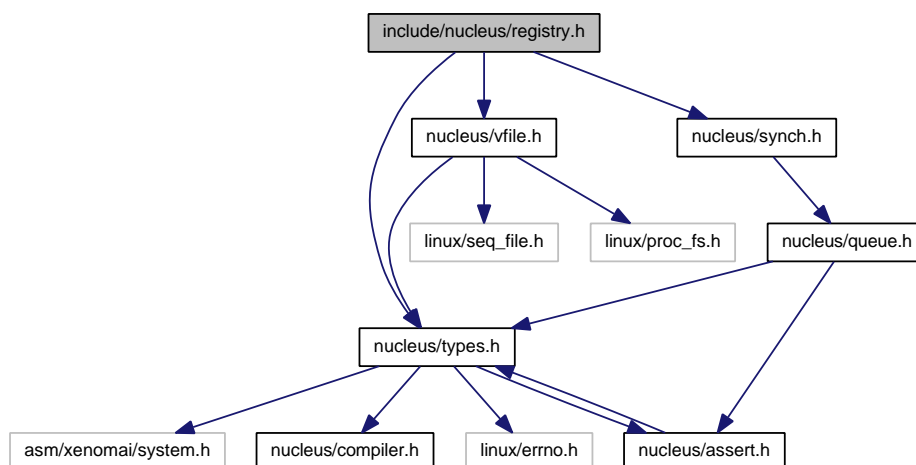 include/nucleus/registry.h
nucleus/vfile.h
nucleus/synch.h
linux/seq_file.h
linux/proc_fs.h
nucleus/queue.h
nucleus/types.h
asm/xenomai/system.h
nucleus/compiler.h
linux/errno.h
nucleus/assert.h